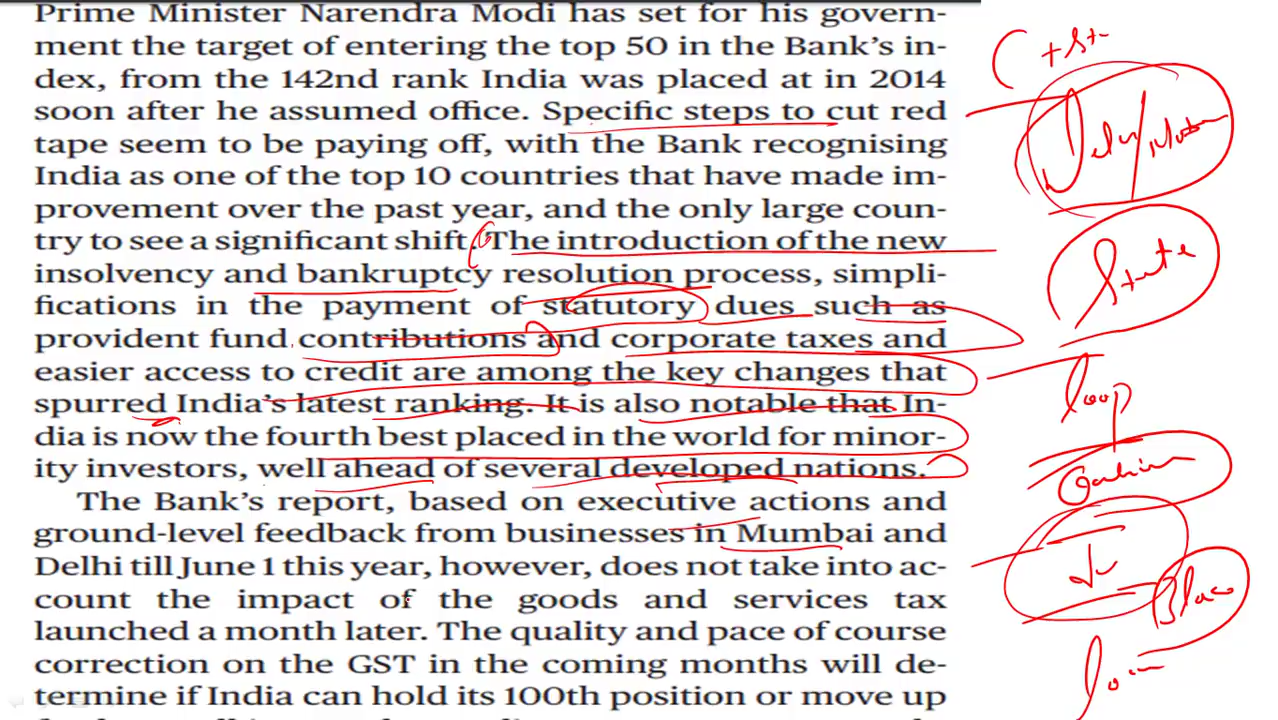 Prime Minister Narendra Modi has set for his govern-
ment the target of entering the top 50 in the Bank's in-
dex, from the 142nd rank India was placed at in 2014
soon after he assumed office. Specific steps to cut red
tape seem to be paying off, with the Bank recognising
India as one of the top 10 countries that have made im-
provement over the past year, and the only large coun-
try to see a significant shift. The introduction of the new
insolvency and bankruptcy resolution process, simpli-
fications in the payment of statutory dues such as
provident fund contributions and corporate taxes and
easier access to credit are among the key changes that
spurred India's latest ranking. It is also notable that In-
dia is now the fourth best placed in the world for minor-
ity investors, well ahead of several developed nations.
The Bank's report, based on executive actions and
ground-level feedback from businesses in Mumbai and
Delhi till June 1 this year, however, does not take into ac-
count the impact of the goods and services tax
launched a month later. The quality and pace of course
correction on the GST in the coming months will de-
termine if India can hold its 100th position or move up
State
loop